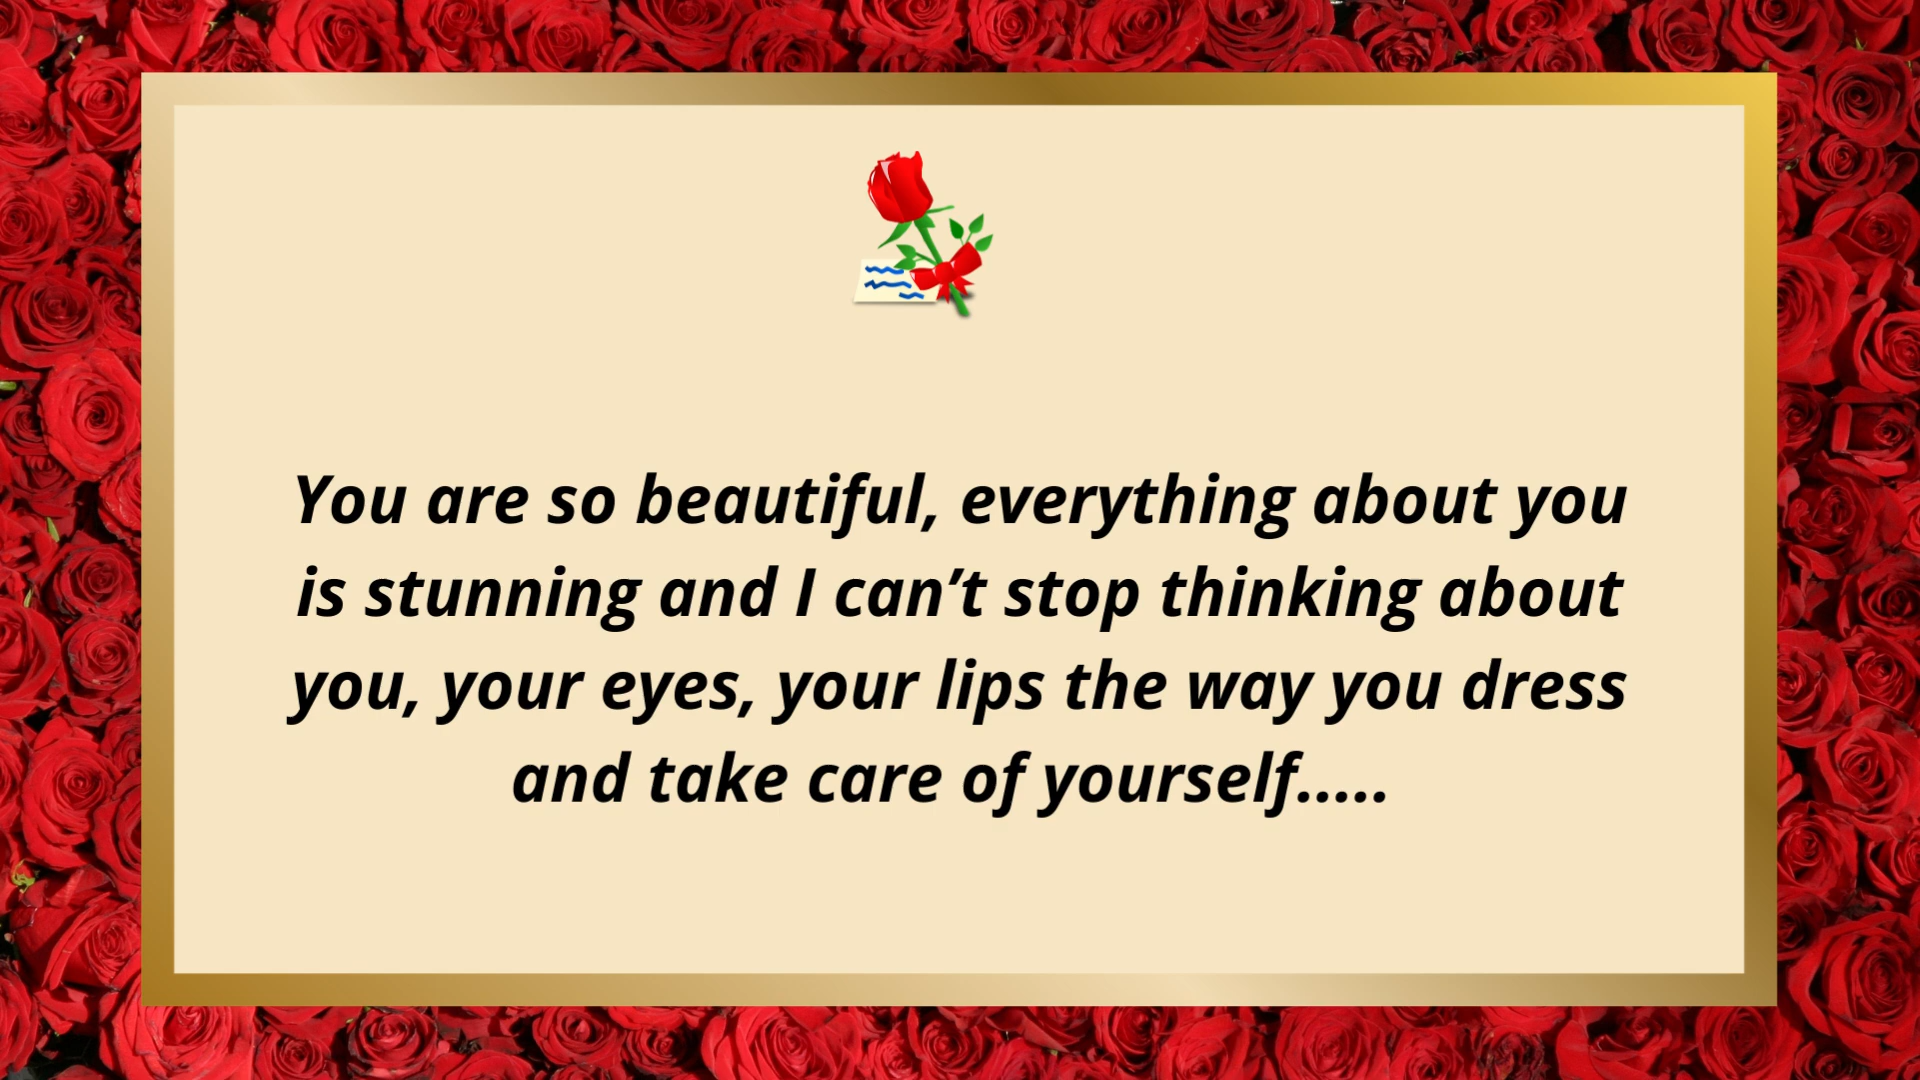 You are so beautiful, everything about you
is stunning and I can’t stop thinking about
you, your eyes, your lips the way you dress
and take care of yourself.....